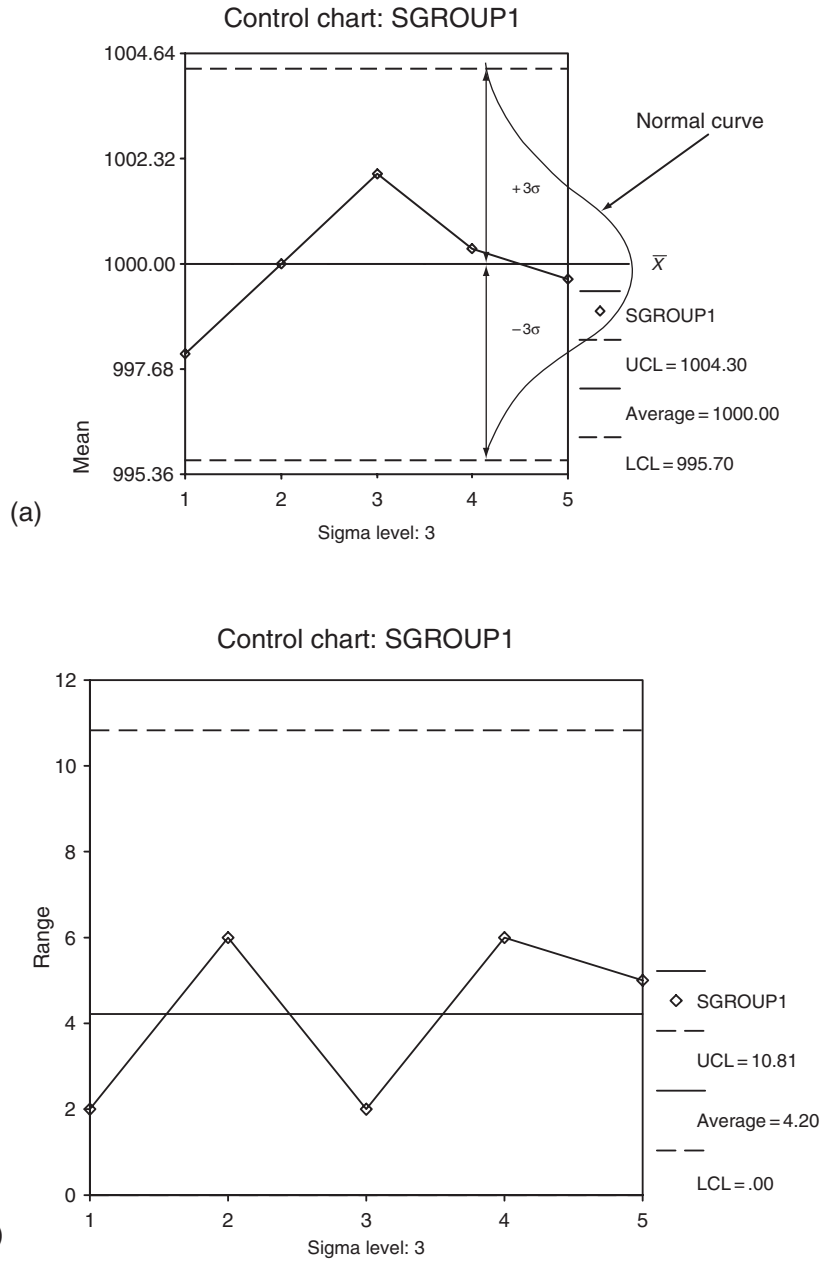 Control chart: SGROUP1
1004.64
1002.32
1000.00
997.68
995.36
Mean
1 2 3 4 5
Sigma level: 3
+3σ
−3σ
Normal curve
X̅
SGROUP1
UCL = 1004.30
Average = 1000.00
LCL = 995.70
(a)
Control chart: SGROUP1
12
10
8
6
4
2
0
Range
1 2 3 4 5
Sigma level: 3
SGROUP1
UCL = 10.81
Average = 4.20
LCL = .00
)